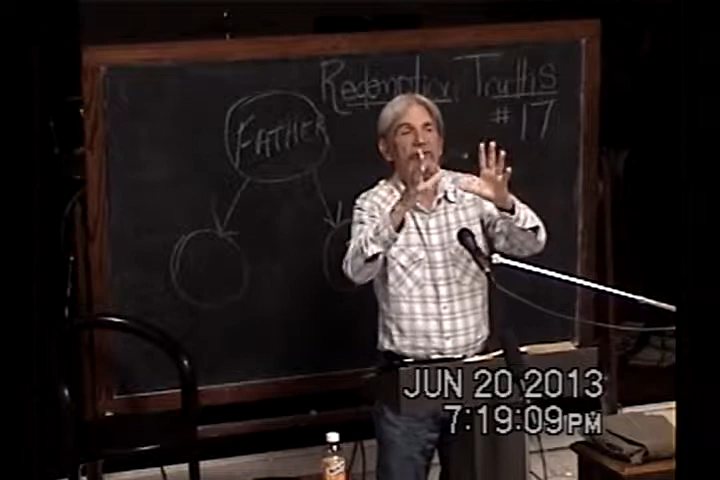 Redemption Truths
#17
FATHER
JUN 20 2013
7:19:09PM